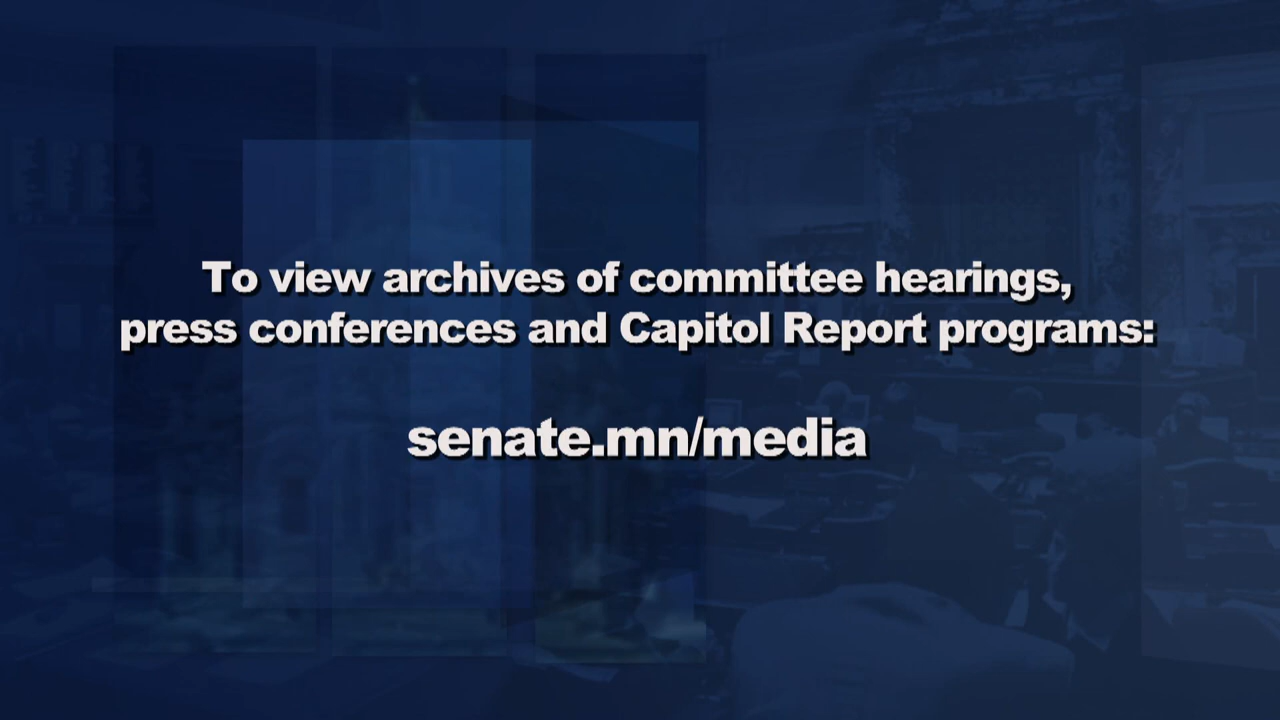 To view archives of committee hearings,
press conferences and Capitol Report programs:
senate.mn/media